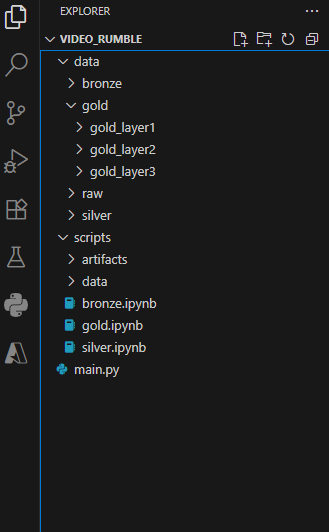 EXPLORER
VIDEO_RUMBLE
data
bronze
gold
gold_layer1
gold_layer2
gold_layer3
raw
silver
scripts
artifacts
data
bronze.ipynb
gold.ipynb
silver.ipynb
main.py